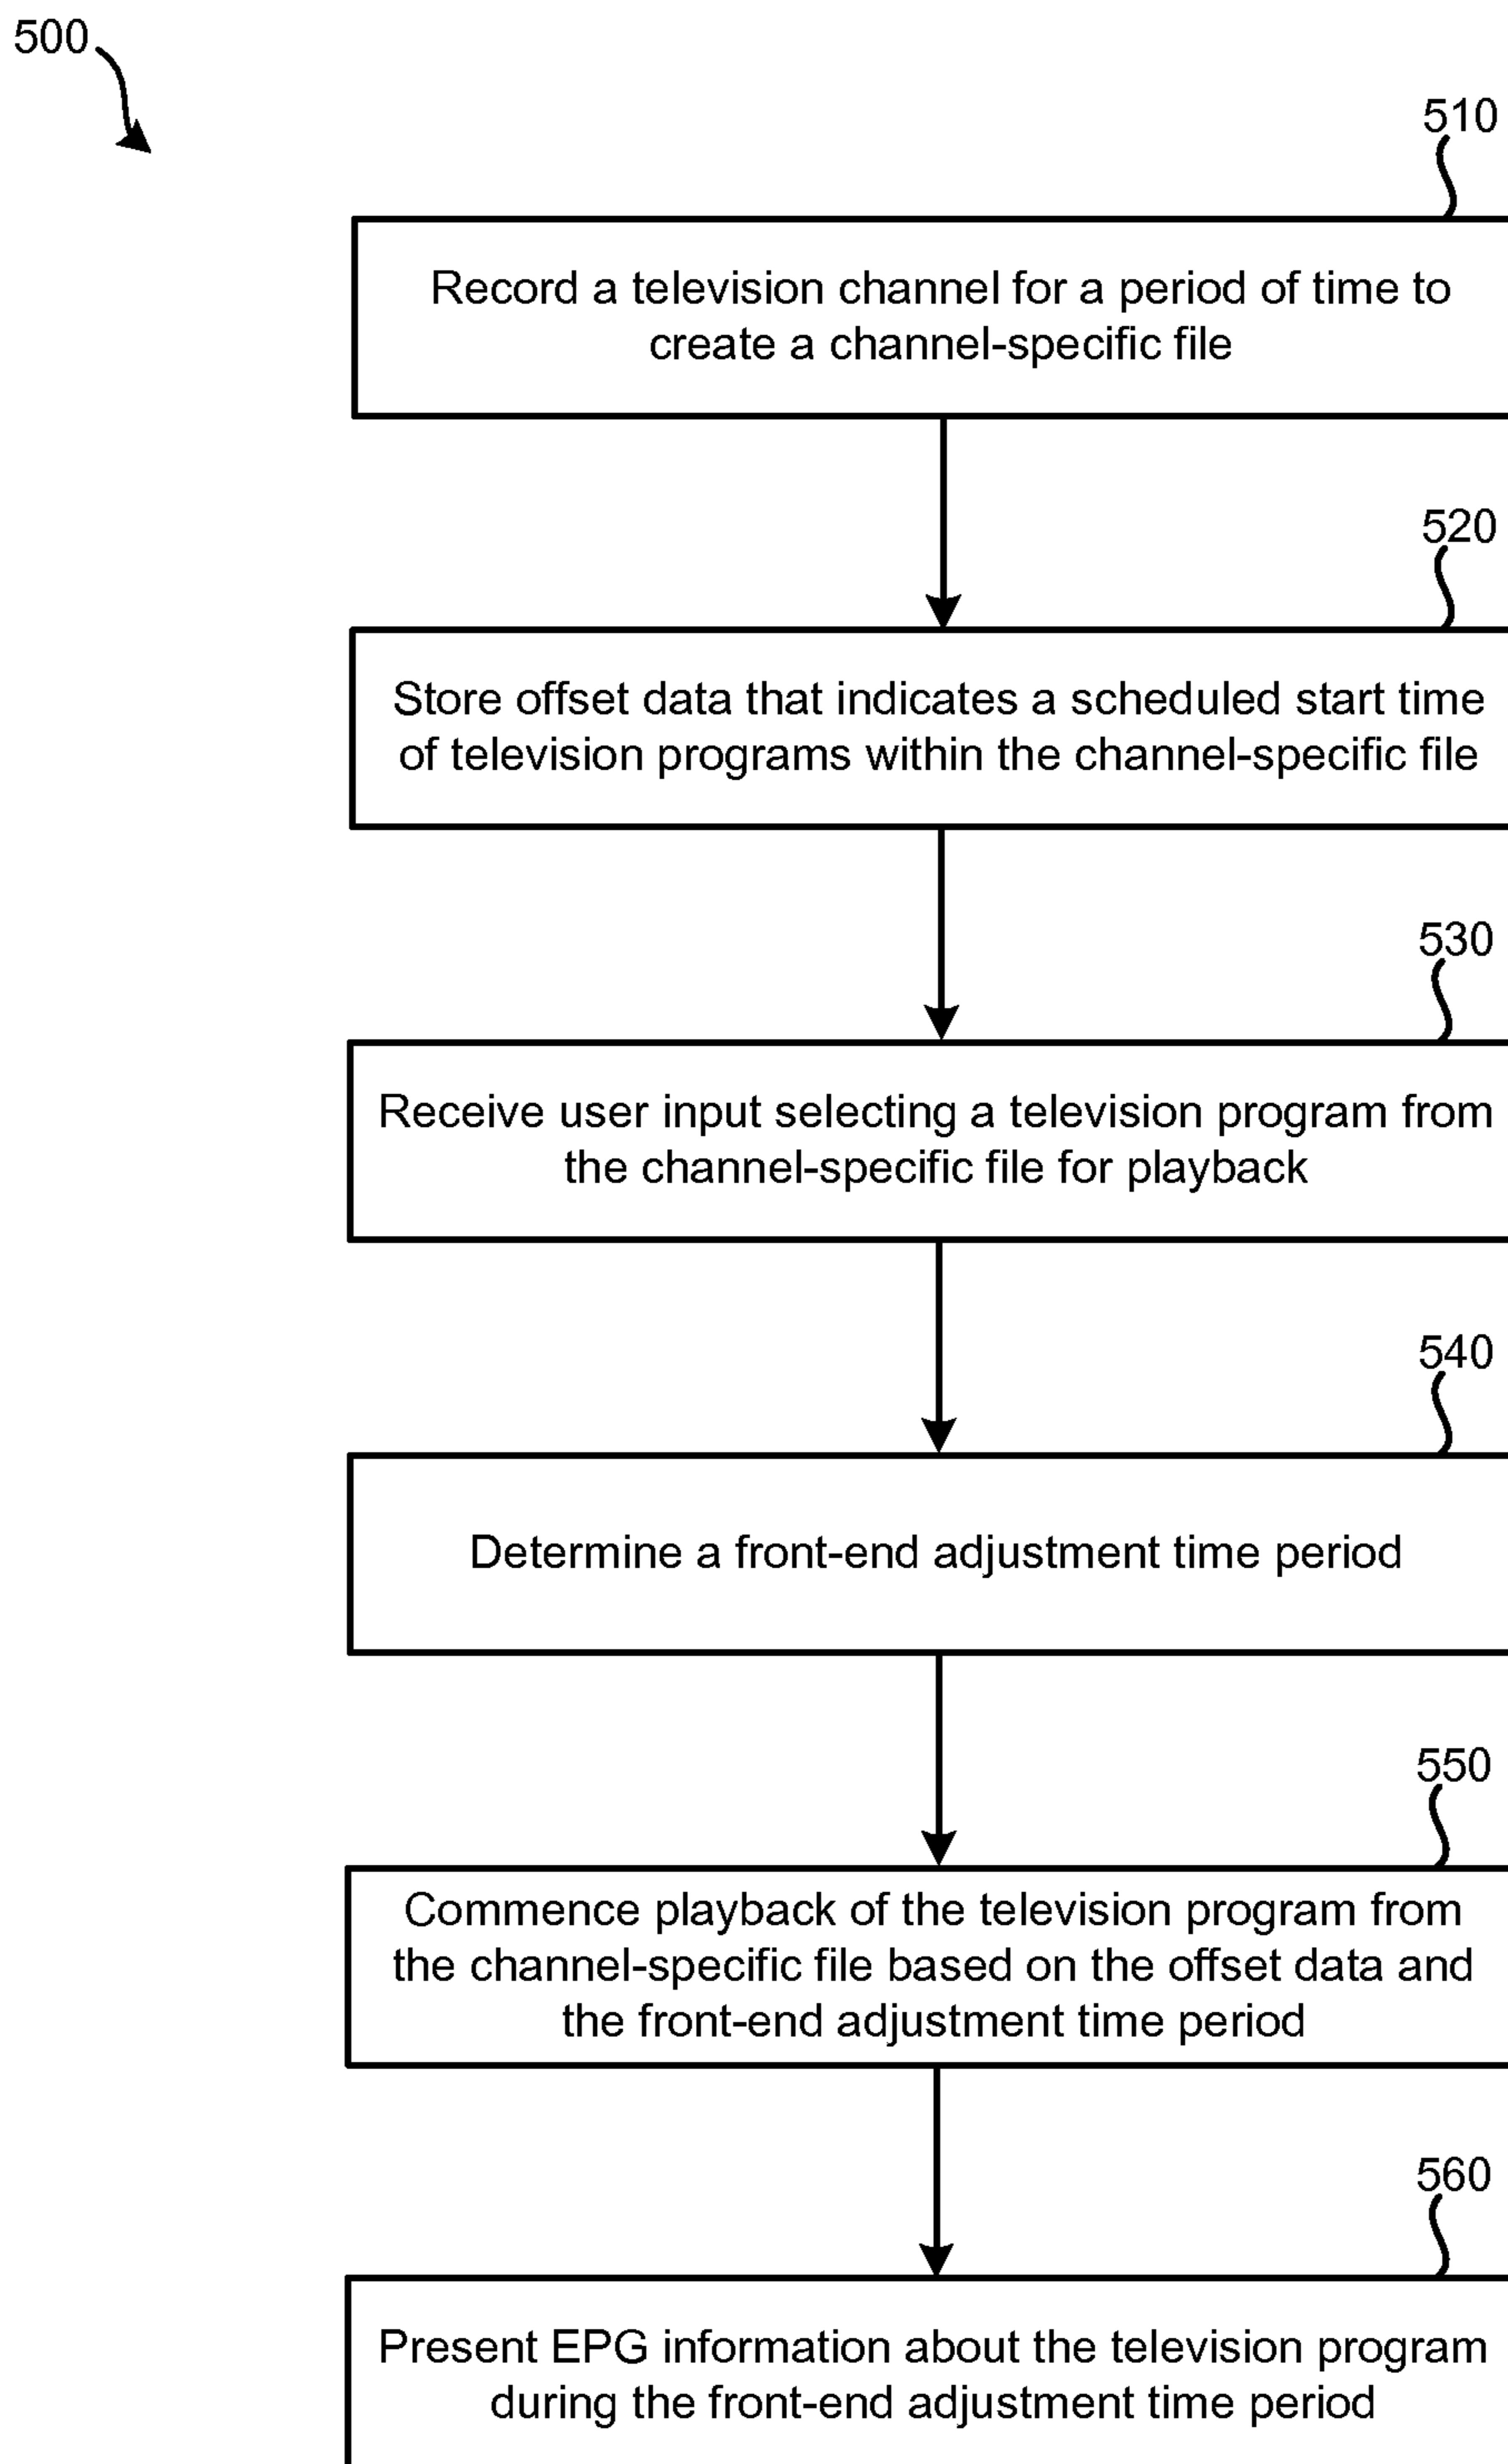 500
510
Record a television channel for a period of time to
create a channel-specific file
520
Store offset data that indicates a scheduled start time
of television programs within the channel-specific file
530
Receive user input selecting a television program from
the channel-specific file for playback
540
Determine a front-end adjustment time period
550
Commence playback of the television program from
the channel-specific file based on the offset data and
the front-end adjustment time period
560
Present EPG information about the television program
during the front-end adjustment time period